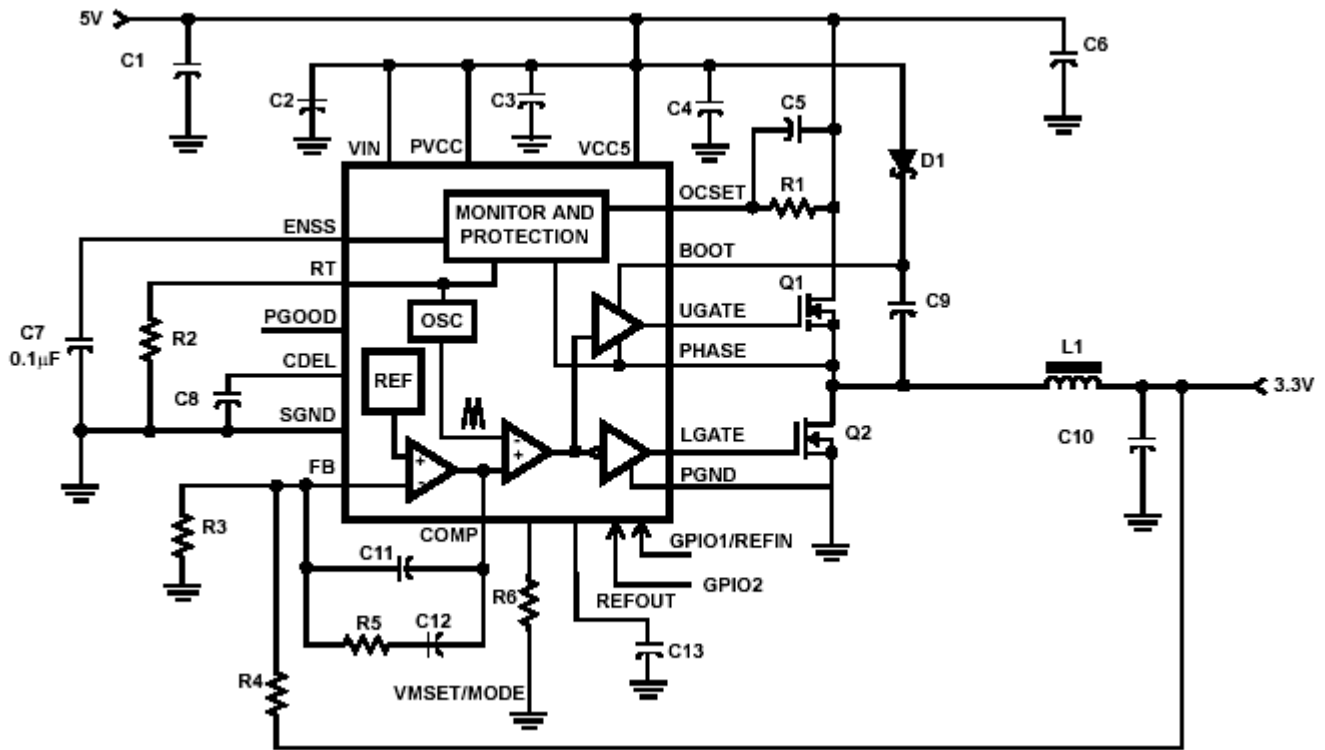 5V
C1
C6
C2
C3
C4
C5
VIN
PVCC
VCC5
D1
OCSET
R1
MONITOR AND
PROTECTION
ENSS
BOOT
RT
Q1
C9
UGATE
OSC
C7
0.1µF
R2
PGOOD
PHASE
L1
CDEL
REF
3.3V
C8
SGND
LGATE
Q2
C10
FB
PGND
+
-
-
+
R3
COMP
GPIO1/REFIN
C11
R6
GPIO2
REFOUT
R5
C12
C13
R4
VMSET/MODE